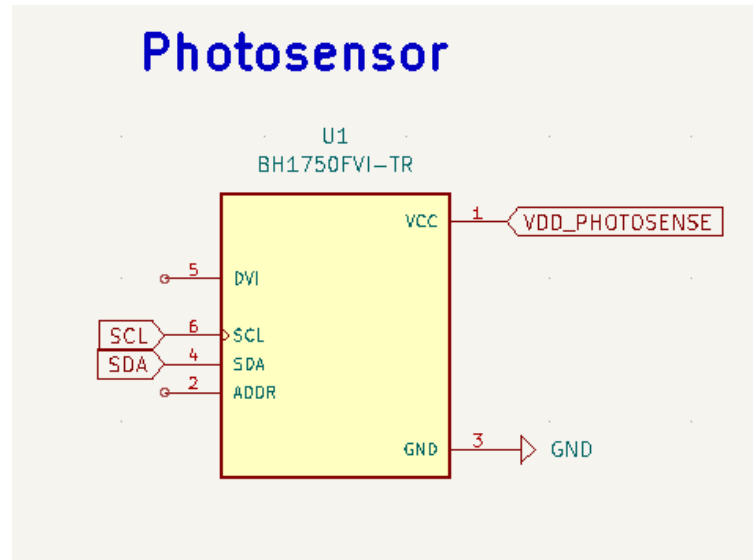 Photosensor
U1
BH1750FVI-TR
VCC 1 VDD_PHOTOSENSE
5 DVI
SCL 6 SCL
SDA 4 SDA
2 ADDR
GND 3 GND